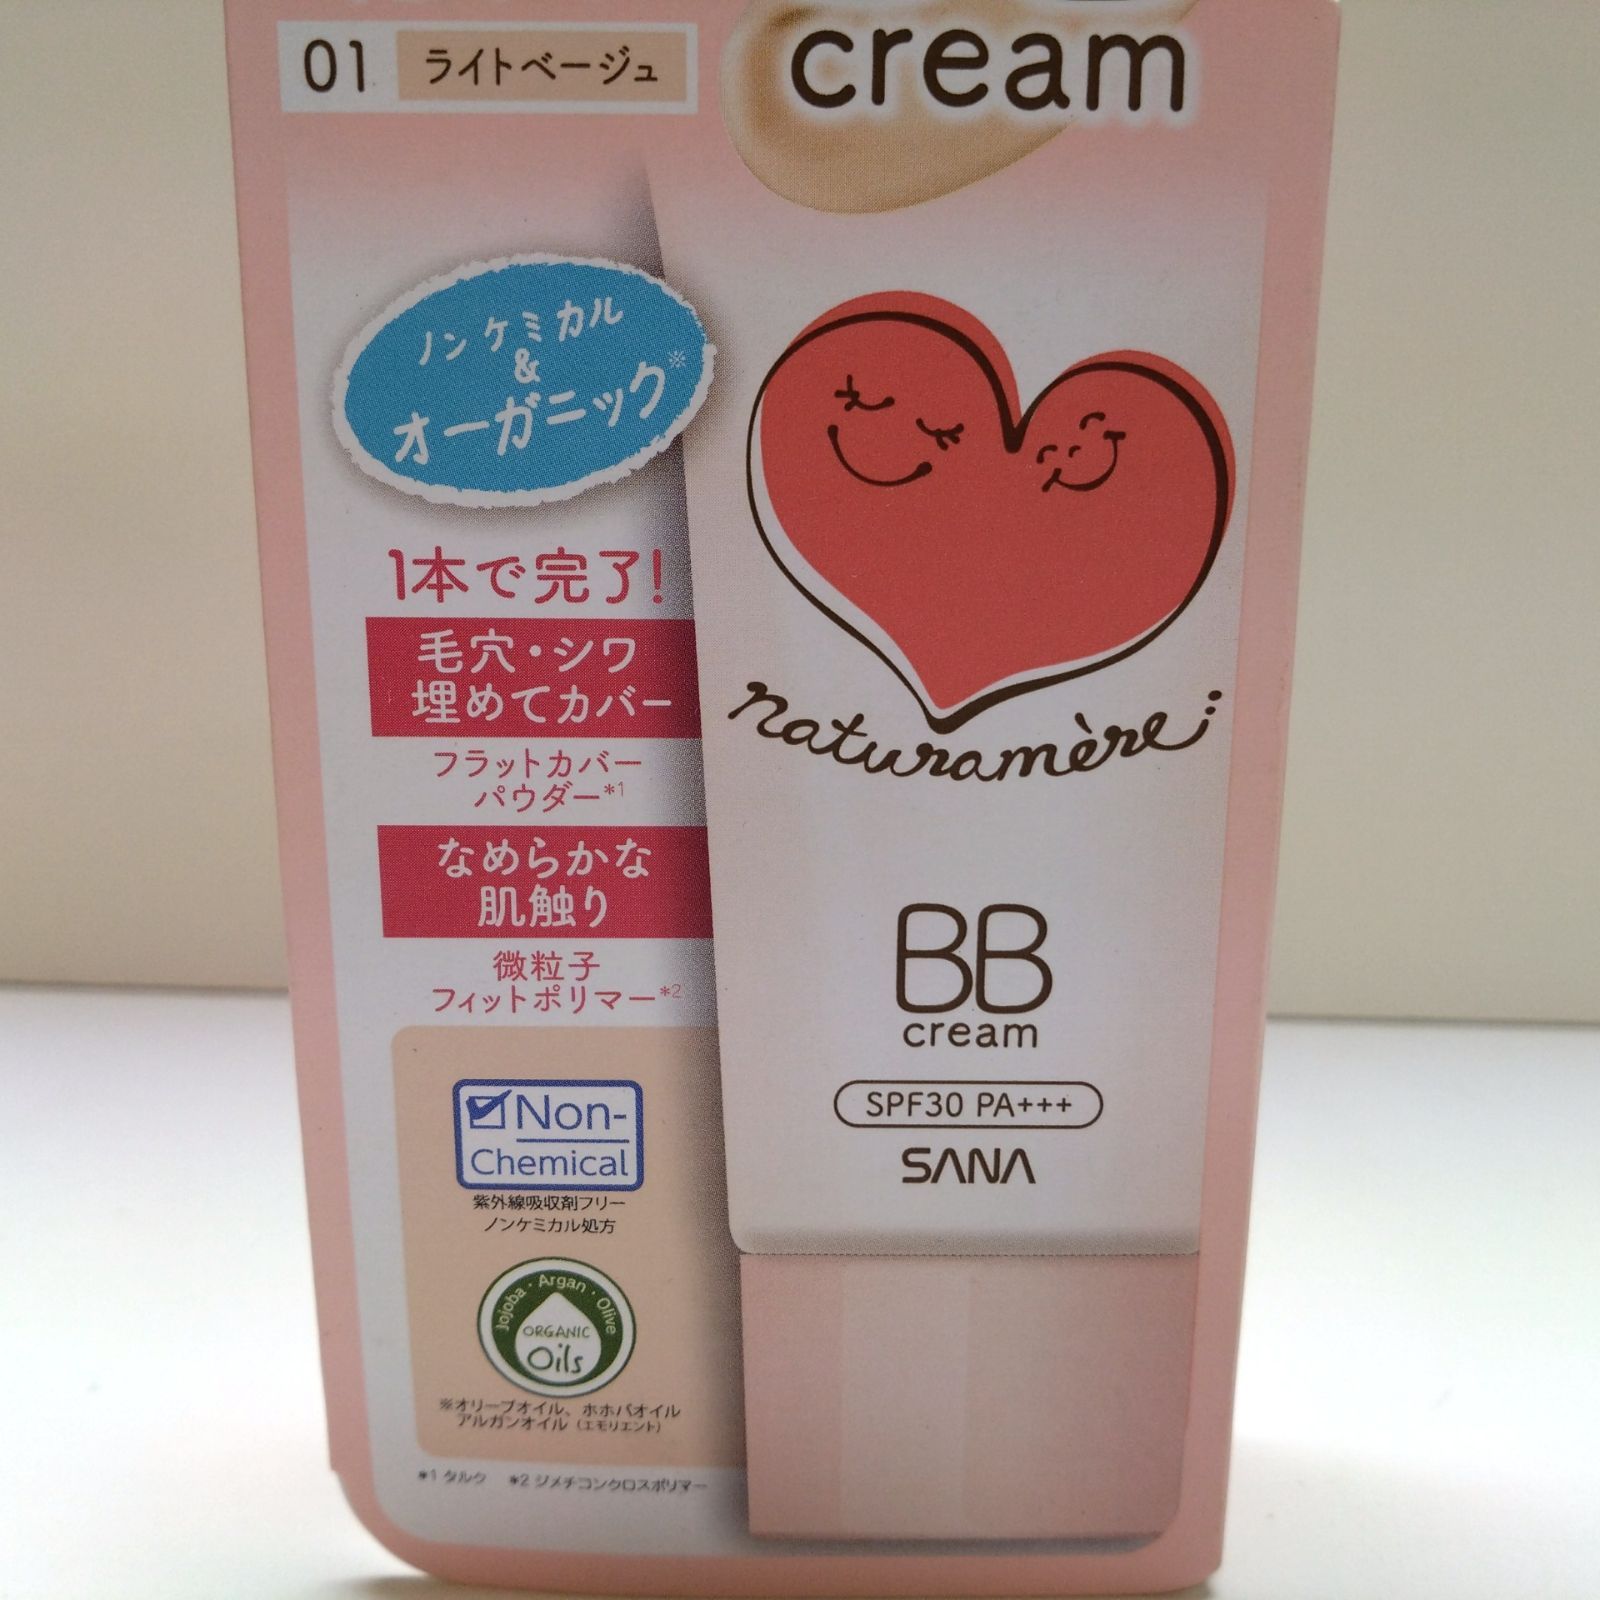 01 ライトベージュ
cream
ノンケミカル
&
オーガニック※
1本で完了!
毛穴・シワ
埋めてカバー
フラットカバー
パウダー*1
なめらかな
肌触り
微粒子
フィットポリマー*2
Non-
Chemical
紫外線吸収剤フリー
ノンケミカル処方
Jojoba・Argan・Olive
ORGANIC
Oils
※オリーブオイル、ホホバオイル
アルガンオイル（エモリエント）
*1 タルク *2 ジメチコンクロスポリマー
naturamère
BB
cream
SPF30 PA+++
SANA